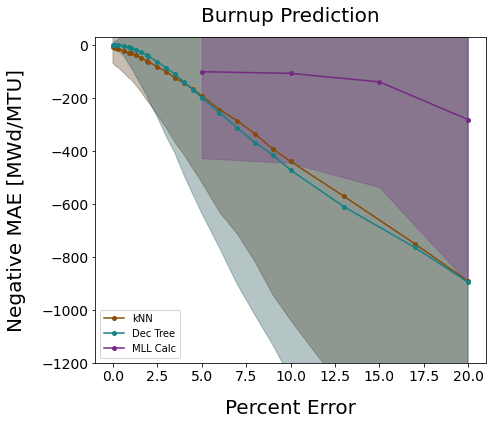 Burnup Prediction
Negative MAE [MWd/MTU]
0
−200
−400
−600
−800
−1000
−1200
kNN
Dec Tree
MLL Calc
0.0 2.5 5.0 7.5 10.0 12.5 15.0 17.5 20.0
Percent Error